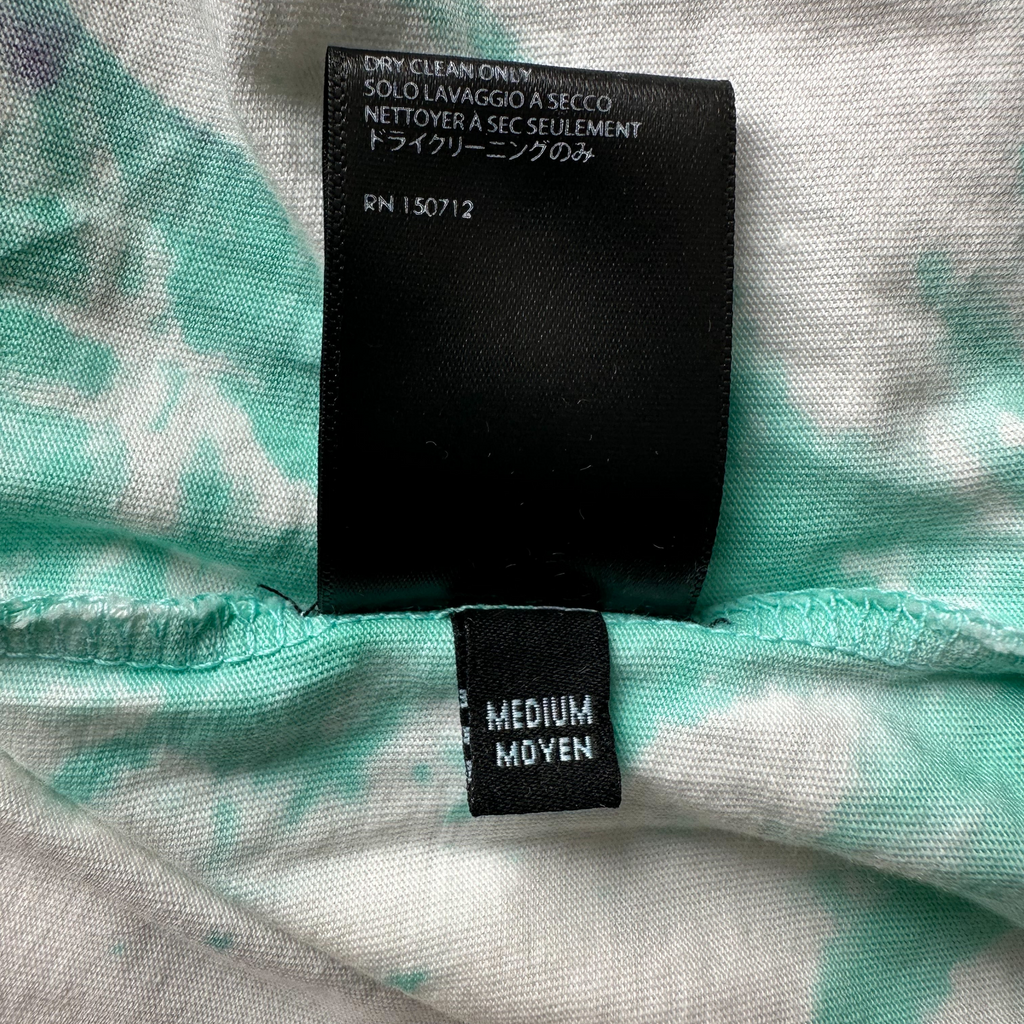 DRY CLEAN ONLY
SOLO LAVAGGIO A SECCO
NETTOYER À SEC SEULEMENT
ドライクリーニングのみ
RN 150712
MEDIUM
MOYEN